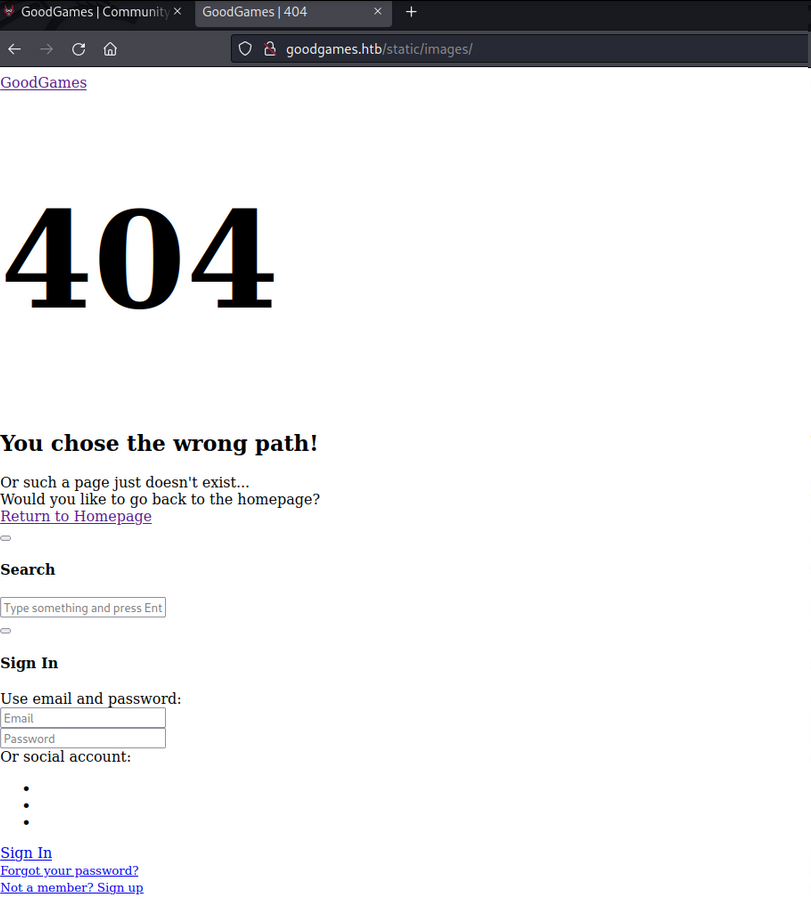 GoodGames | Community
GoodGames | 404
goodgames.htb/static/images/
GoodGames
404
You chose the wrong path!
Or such a page just doesn't exist...
Would you like to go back to the homepage?
Return to Homepage
Search
Type something and press Ent
Sign In
Use email and password:
Email
Password
Or social account:
Sign In
Forgot your password?
Not a member? Sign up